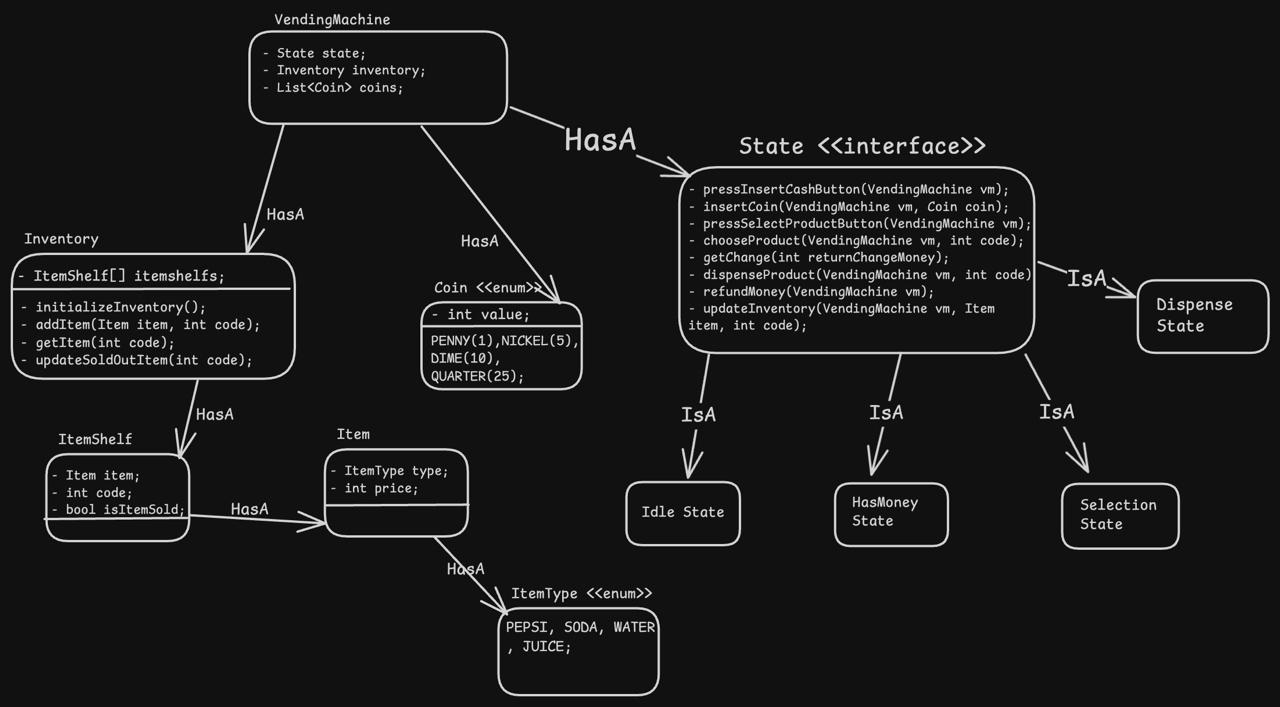 VendingMachine
- State state;
- Inventory inventory;
- List<Coin> coins;
HasA
State <<interface>>
- pressInsertCashButton(VendingMachine vm);
- insertCoin(VendingMachine vm, Coin coin);
- pressSelectProductButton(VendingMachine vm);
- chooseProduct(VendingMachine vm, int code);
- getChange(int returnChangeMoney);
- dispenseProduct(VendingMachine vm, int code)
- refundMoney(VendingMachine vm);
- updateInventory(VendingMachine vm, Item
item, int code);
HasA
HasA
Inventory
- ItemShelf[] itemshelfs;
- initializeInventory();
- addItem(Item item, int code);
- getItem(int code);
- updateSoldOutItem(int code);
Coin <<enum>>
- int value;
PENNY(1),NICKEL(5),
DIME(10),
QUARTER(25);
IsA
Dispense
State
HasA
ItemShelf
- Item item;
- int code;
- bool isItemSold;
HasA
Item
- ItemType type;
- int price;
HasA
ItemType <<enum>>
PEPSI, SODA, WATER
, JUICE;
IsA
IsA
IsA
Idle State
HasMoney
State
Selection
State